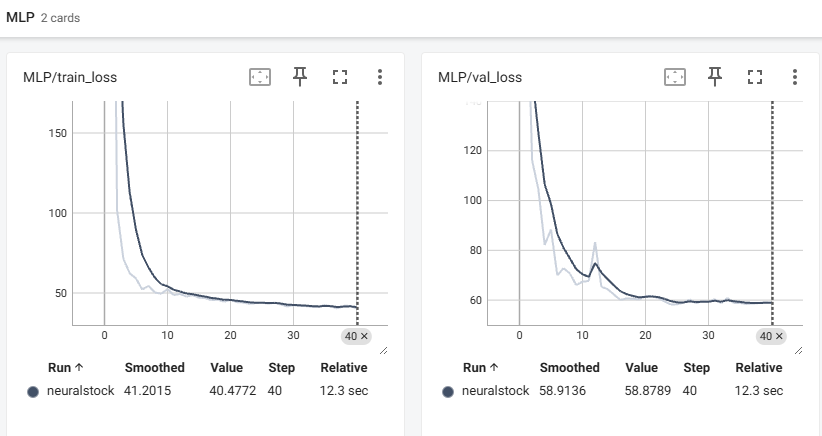 MLP 2 cards
MLP/train_loss
150
100
50
0 10 20 30 40
Run ↑ Smoothed Value Step Relative
neuralstock 41.2015 40.4772 40 12.3 sec
MLP/val_loss
120
100
80
60
0 10 20 30 40
Run ↑ Smoothed Value Step Relative
neuralstock 58.9136 58.8789 40 12.3 sec